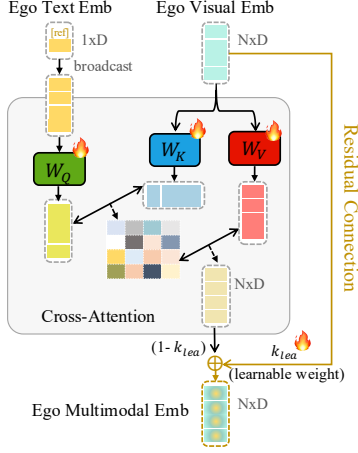 Ego Text Emb
Ego Visual Emb
[ref]
1xD
NxD
broadcast
W_Q
W_K
W_V
Residual Connection
NxD
Cross-Attention
(1- k_lea)
k_lea
(learnable weight)
Ego Multimodal Emb
NxD